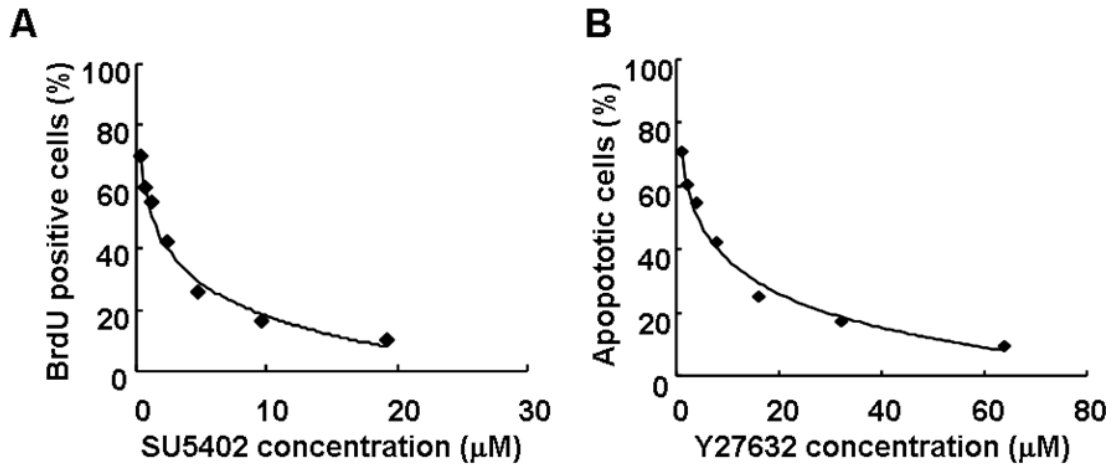 A
BrdU positive cells (%)
100
80
60
40
20
0
0 10 20 30
SU5402 concentration (μM)
B
Apopototic cells (%)
100
80
60
40
20
0
0 20 40 60 80
Y27632 concentration (μM)